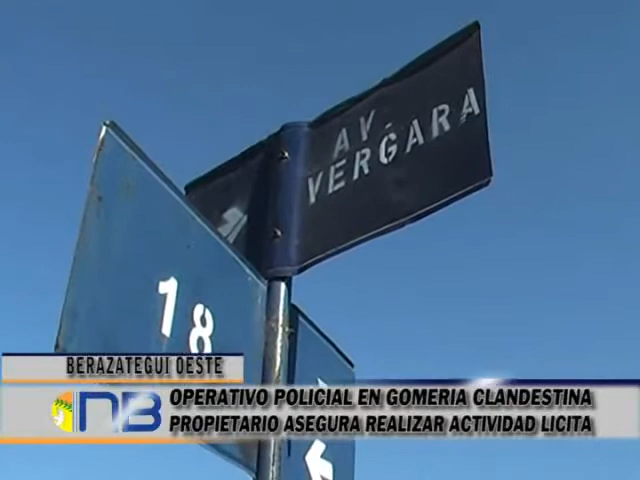 AV.
VERGARA
18
BERAZATEGUI OESTE
NB
OPERATIVO POLICIAL EN GOMERIA CLANDESTINA
PROPIETARIO ASEGURA REALIZAR ACTIVIDAD LICITA